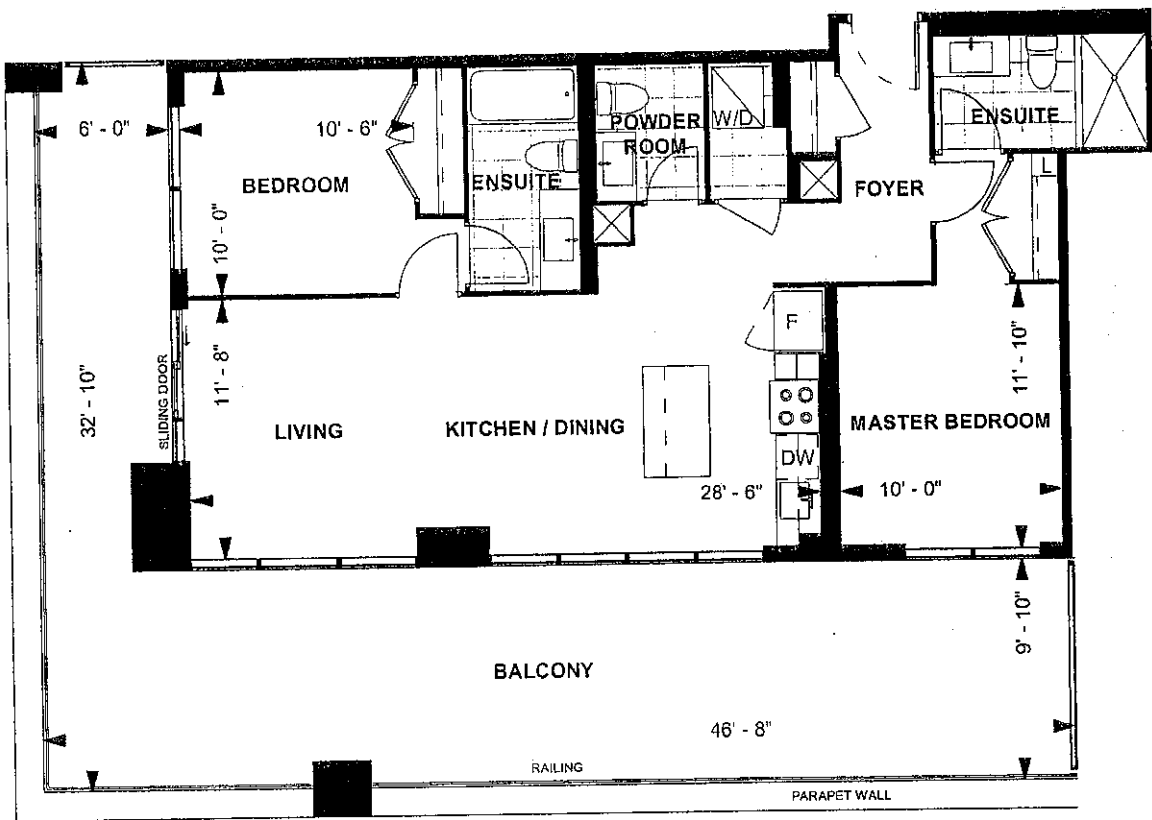 6' - 0"
10' - 6"
BEDROOM
10' - 0"
ENSUITE
POWDER
ROOM
W/D
ENSUITE
FOYER
L
11' - 8"
32' - 10"
SLIDING DOOR
LIVING
KITCHEN / DINING
F
DW
28' - 6"
11' - 10"
MASTER BEDROOM
10' - 0"
9' - 10"
BALCONY
46' - 8"
RAILING
PARAPET WALL